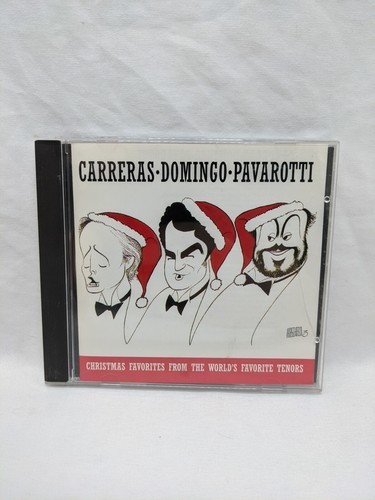 CARRERAS·DOMINGO·PAVAROTTI
CHRISTMAS FAVORITES FROM THE WORLD'S FAVORITE TENORS